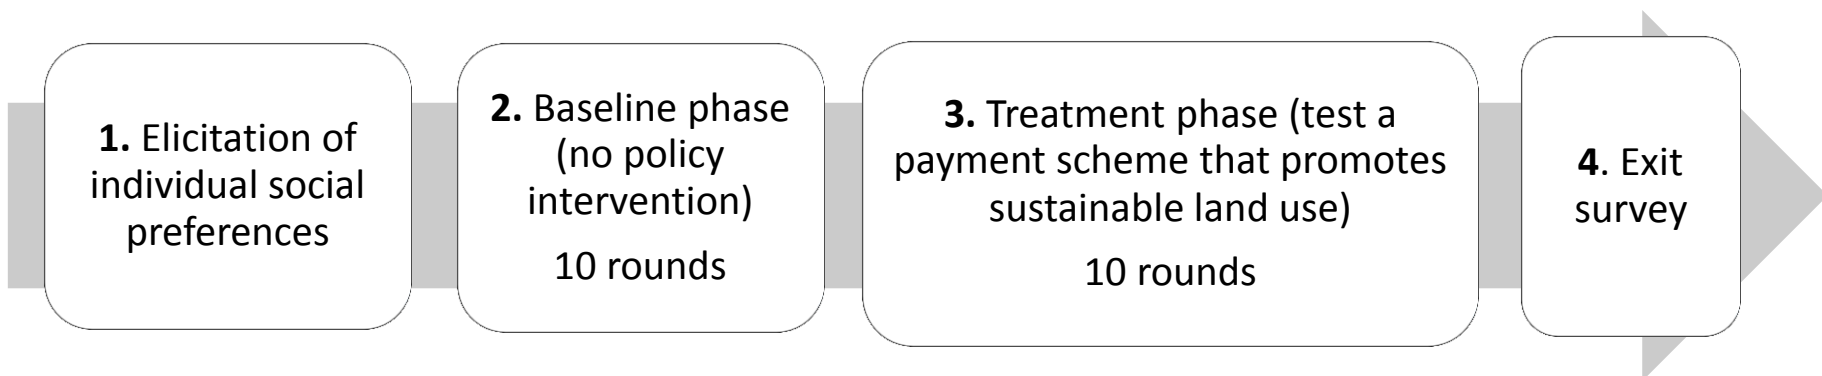 1. Elicitation of
individual social
preferences
2. Baseline phase
(no policy
intervention)
10 rounds
3. Treatment phase (test a
payment scheme that promotes
sustainable land use)
10 rounds
4. Exit
survey